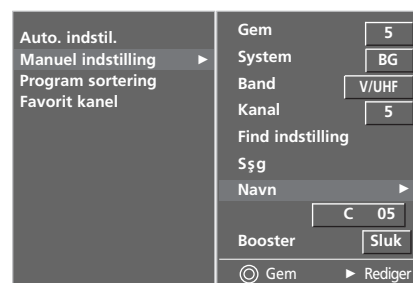 Auto. indstil.
Manuel indstilling ►
Program sortering
Favorit kanel
Gem 5
System BG
Band V/UHF
Kanal 5
Find indstilling
Sşg
Navn ►
C 05
Booster Sluk
Gem ► Rediger